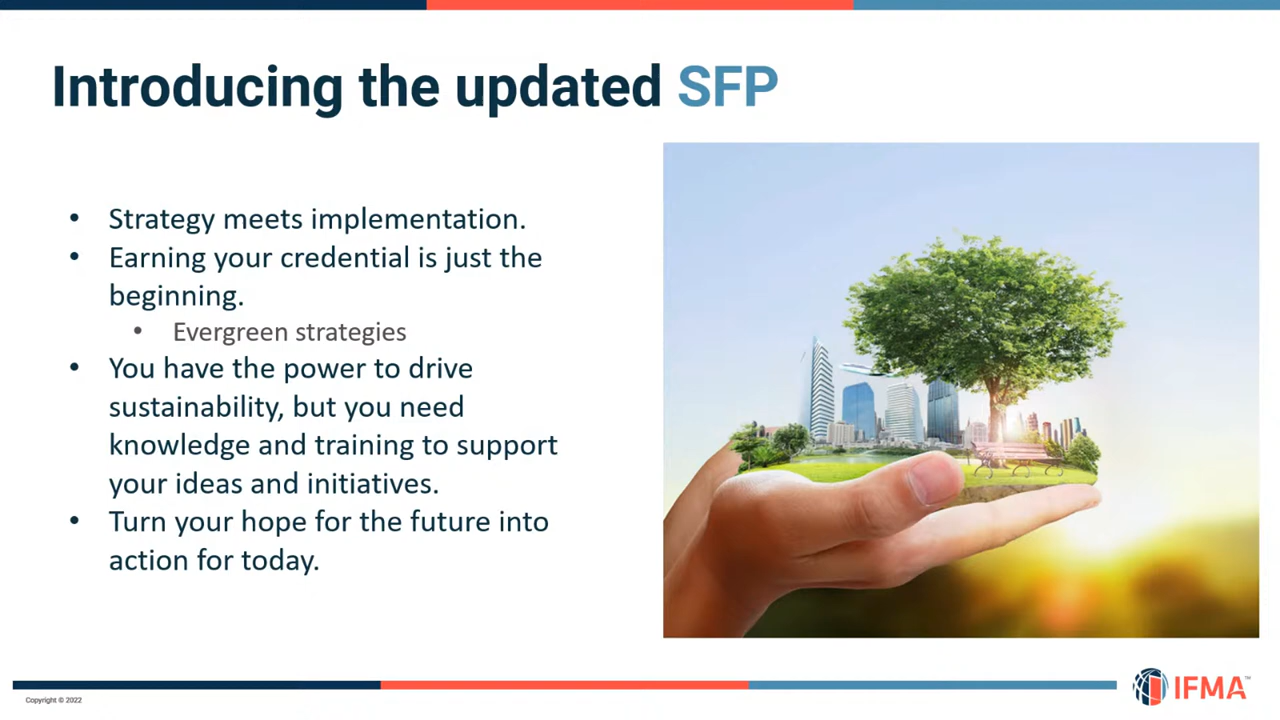 Introducing the updated SFP
• Strategy meets implementation.
• Earning your credential is just the
beginning.
• Evergreen strategies
• You have the power to drive
sustainability, but you need
knowledge and training to support
your ideas and initiatives.
• Turn your hope for the future into
action for today.
Copyright © 2022
IFMA™